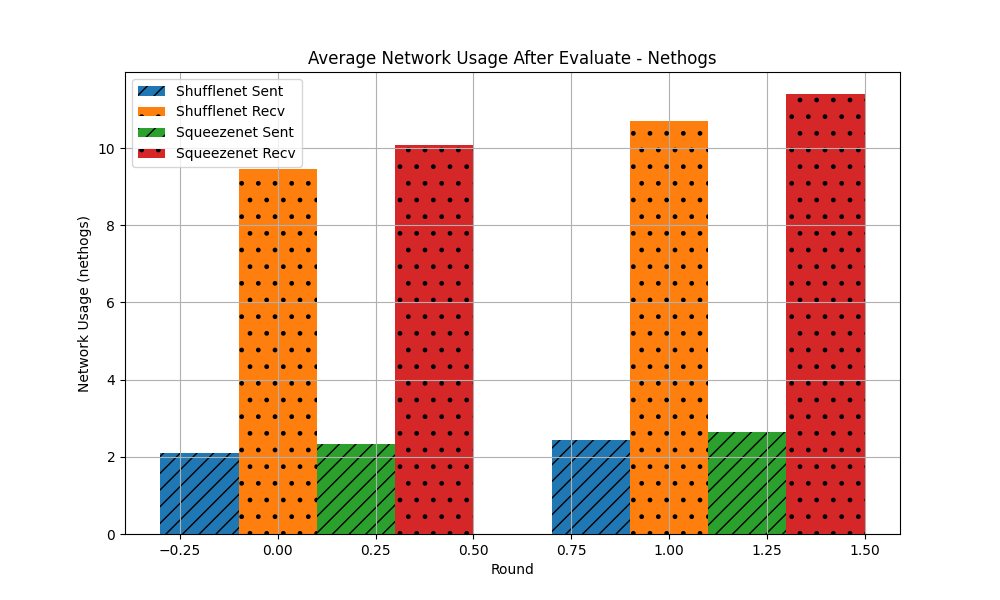 Average Network Usage After Evaluate - Nethogs
Shufflenet Sent
Shufflenet Recv
Squeezenet Sent
Squeezenet Recv
Network Usage (nethogs)
10
8
6
4
2
0
−0.25
0.00
0.25
0.50
0.75
1.00
1.25
1.50
Round